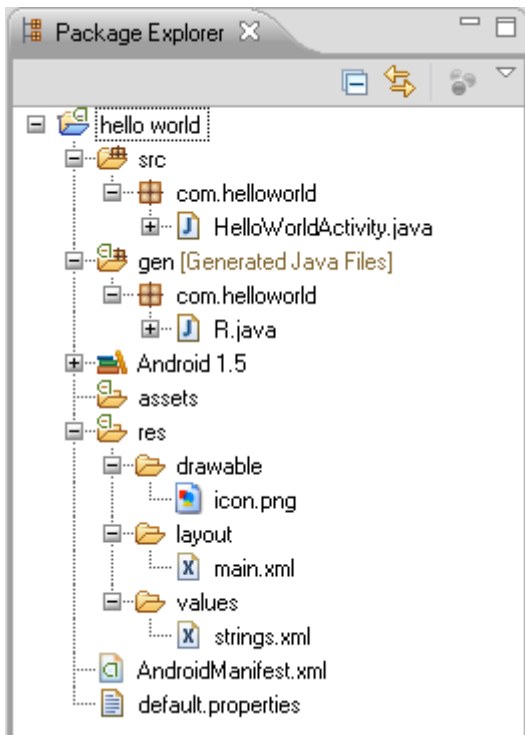 Package Explorer
hello world
src
com.helloworld
HelloWorldActivity.java
gen [Generated Java Files]
com.helloworld
R.java
Android 1.5
assets
res
drawable
icon.png
layout
main.xml
values
strings.xml
AndroidManifest.xml
default.properties